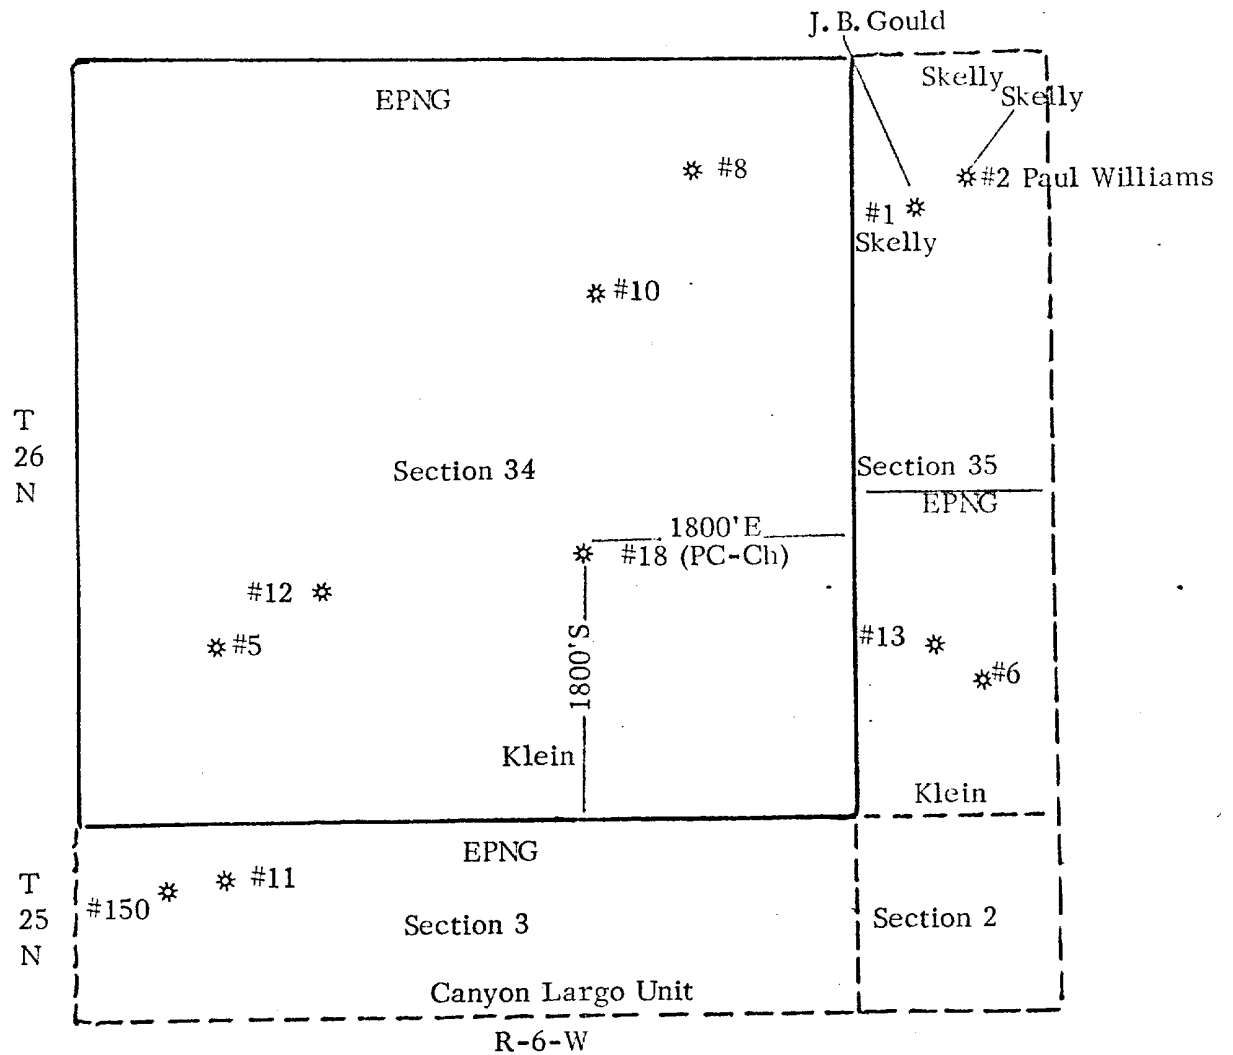 J. B. Gould
Skelly
Skelly
EPNG
#8
#2 Paul Williams
#1
Skelly
#10
T
26
N
Section 34
Section 35
EPNG
1800'E
#18 (PC-Ch)
#12
#5
1800'S
#13
#6
Klein
Klein
EPNG
T
25
N
#150
#11
Section 3
Section 2
Canyon Largo Unit
R-6-W